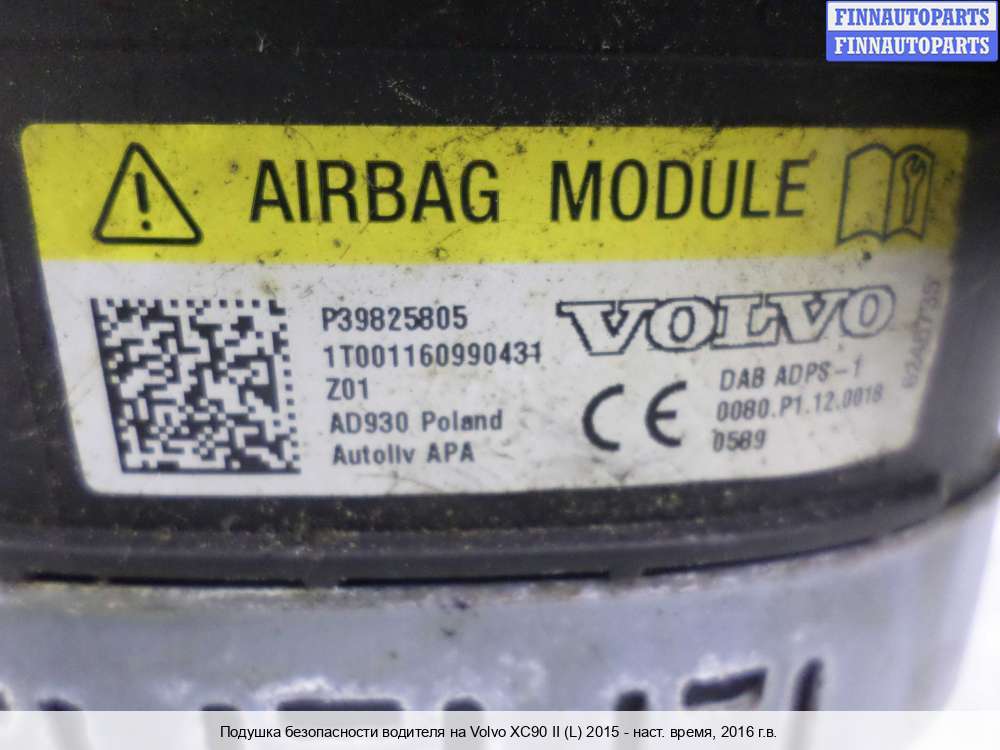 FINNAUTOPARTS
FINNAUTOPARTS
AIRBAG MODULE
P39825805
1T001160990431
Z01
AD930 Poland
Autoliv APA
VOLVO
DAB ADPS-1
0080.P1.12.0018
0589
CE
Подушка безопасности водителя на Volvo XC90 II (L) 2015 - наст. время, 2016 г.в.